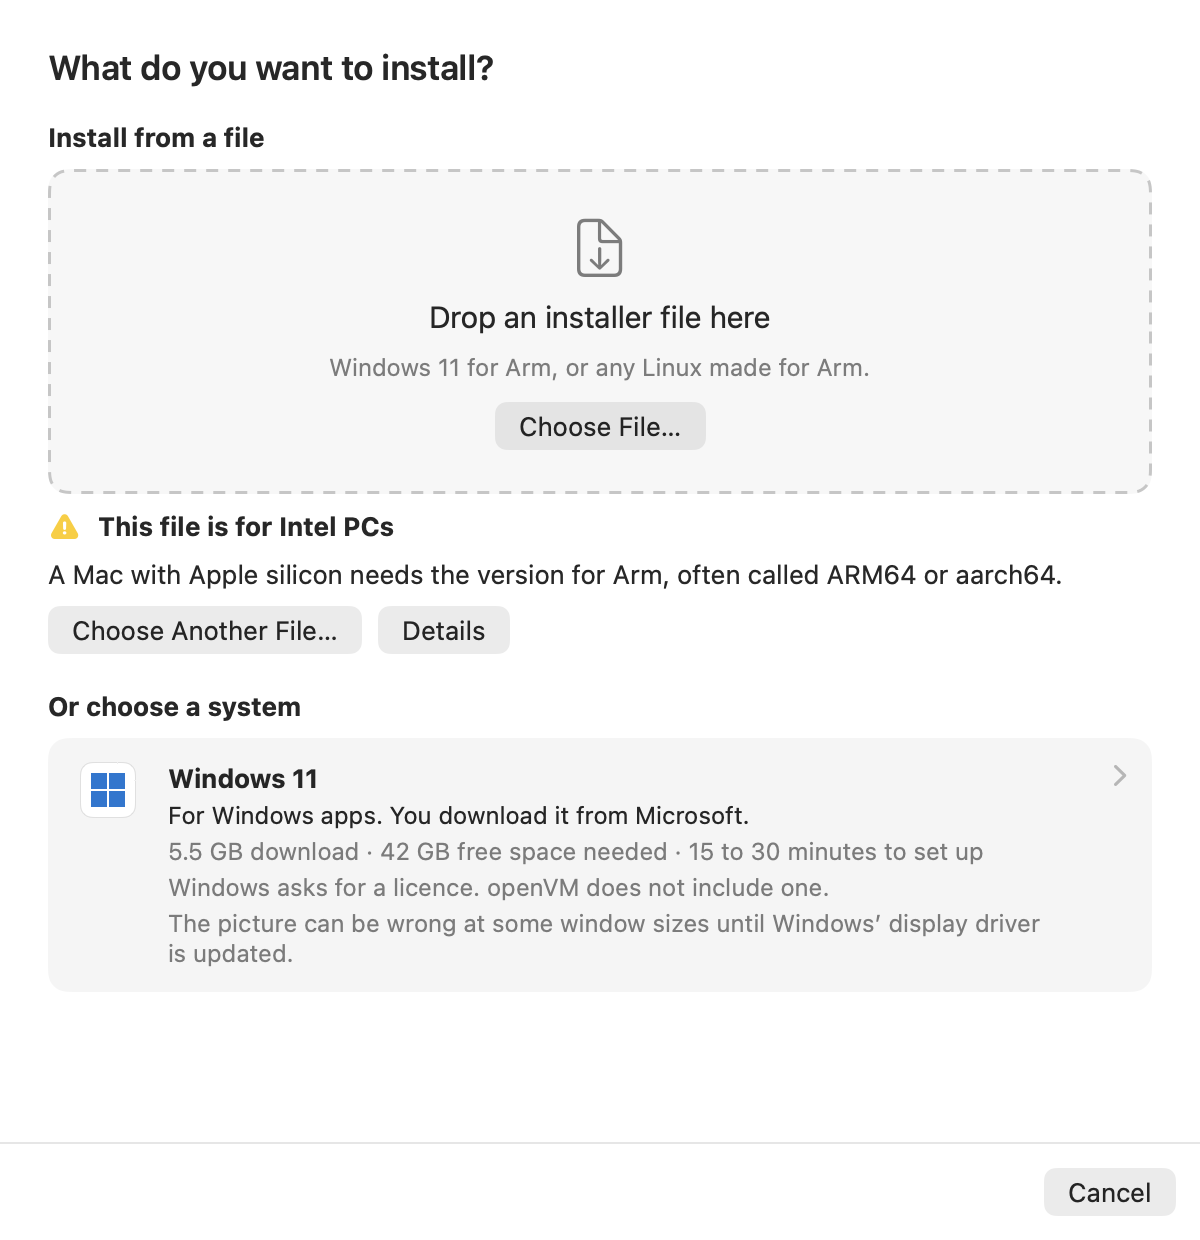 What do you want to install?
Install from a file
Drop an installer file here
Windows 11 for Arm, or any Linux made for Arm.
Choose File...
This file is for Intel PCs
A Mac with Apple silicon needs the version for Arm, often called ARM64 or aarch64.
Choose Another File...
Details
Or choose a system
Windows 11
For Windows apps. You download it from Microsoft.
5.5 GB download · 42 GB free space needed · 15 to 30 minutes to set up
Windows asks for a licence. openVM does not include one.
The picture can be wrong at some window sizes until Windows’ display driver
is updated.
Cancel